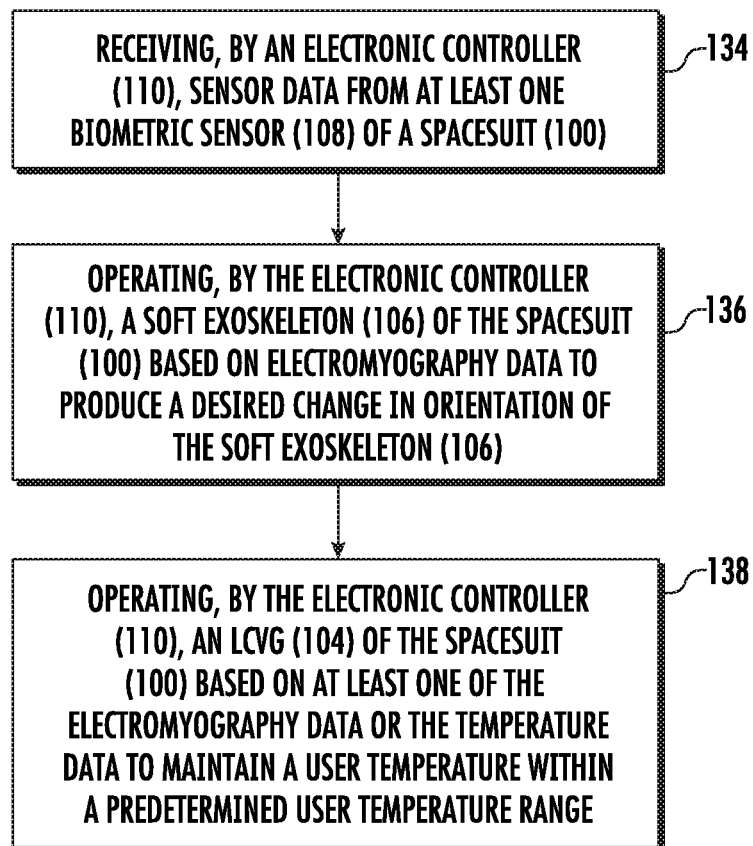 RECEIVING, BY AN ELECTRONIC CONTROLLER
(110), SENSOR DATA FROM AT LEAST ONE
BIOMETRIC SENSOR (108) OF A SPACESUIT (100)
134
OPERATING, BY THE ELECTRONIC CONTROLLER
(110), A SOFT EXOSKELETON (106) OF THE SPACESUIT
(100) BASED ON ELECTROMYOGRAPHY DATA TO
PRODUCE A DESIRED CHANGE IN ORIENTATION OF
THE SOFT EXOSKELETON (106)
136
OPERATING, BY THE ELECTRONIC CONTROLLER
(110), AN LCVG (104) OF THE SPACESUIT
(100) BASED ON AT LEAST ONE OF THE
ELECTROMYOGRAPHY DATA OR THE TEMPERATURE
DATA TO MAINTAIN A USER TEMPERATURE WITHIN
A PREDETERMINED USER TEMPERATURE RANGE
138